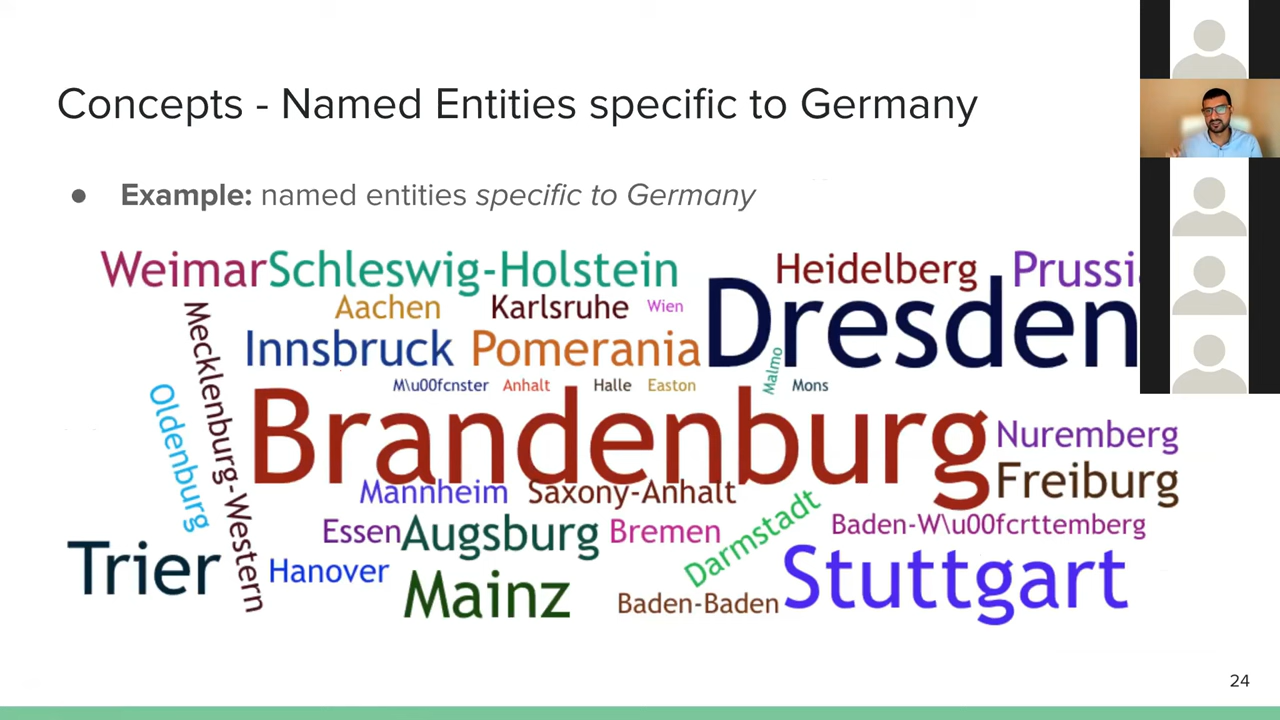 Concepts - Named Entities specific to Germany
● Example: named entities specific to Germany
Weimar Schleswig-Holstein Heidelberg Prussia
Aachen Karlsruhe Wien Dresden
Mecklenburg-Western Innsbruck Pomerania
M\u00fcnster Anhalt Halle Easton Malmo Mons
Oldenburg Brandenburg Nuremberg
Mannheim Saxony-Anhalt Freiburg
Essen Augsburg Bremen Darmstadt Baden-W\u00fcrttemberg
Trier Hanover Mainz Baden-Baden Stuttgart
24